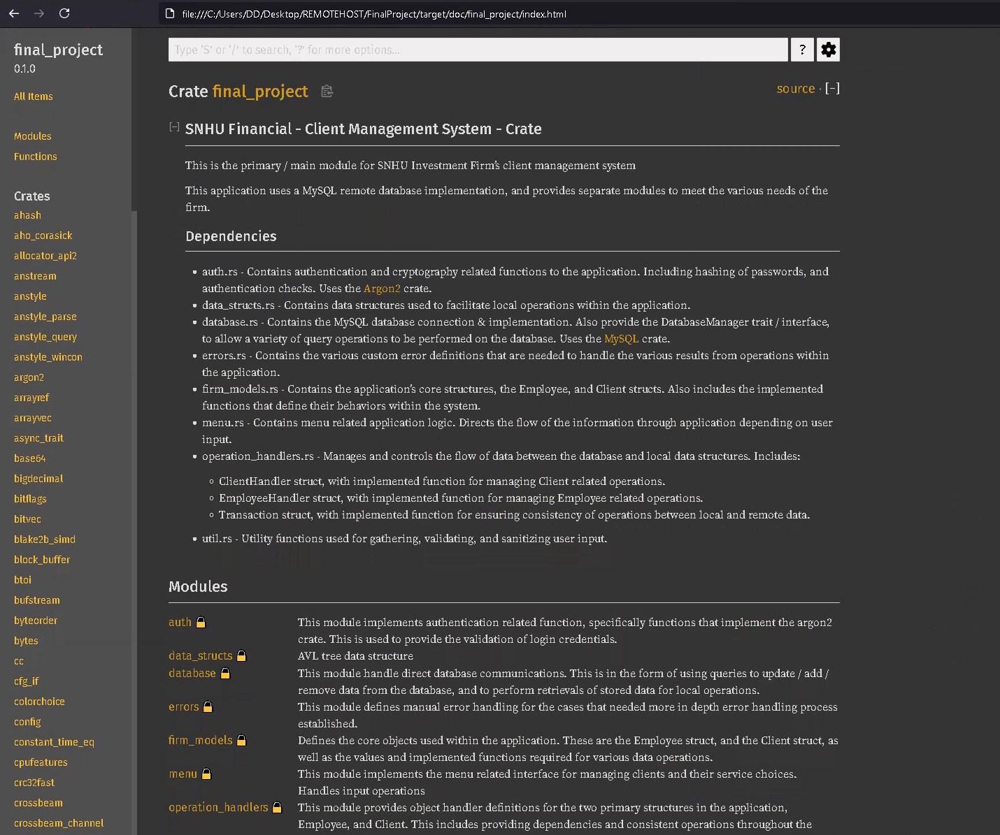 file:///C:/Users/DD/Desktop/REMOTEHOST/FinalProject/target/doc/final_project/index.html
final_project
0.1.0
All Items
Modules
Functions
Crates
ahash
aho_corasick
allocator_api2
anstream
anstyle
anstyle_parse
anstyle_query
anstyle_wincon
argon2
arrayref
arrayvec
async_trait
base64
bigdecimal
bitflags
bitvec
blake2b_simd
block_buffer
btoi
bufstream
byteorder
bytes
cc
cfg_if
colorchoice
config
constant_time_eq
cpufeatures
crc32fast
crossbeam
crossbeam_channel
Type 'S' or '/' to search, '?' for more options...
?
Crate final_project
source · [-]
[-] SNHU Financial - Client Management System - Crate
This is the primary / main module for SNHU Investment Firm's client management system
This application uses a MySQL remote database implementation, and provides separate modules to meet the various needs of the
firm.
Dependencies
• auth.rs - Contains authentication and cryptography related functions to the application. Including hashing of passwords, and
authentication checks. Uses the Argon2 crate.
• data_structs.rs - Contains data structures used to facilitate local operations within the application.
• database.rs - Contains the MySQL database connection & implementation. Also provide the DatabaseManager trait / interface,
to allow a variety of query operations to be performed on the database. Uses the MySQL crate.
• errors.rs - Contains the various custom error definitions that are needed to handle the various results from operations within
the application.
• firm_models.rs - Contains the application's core structures, the Employee, and Client structs. Also includes the implemented
functions that define their behaviors within the system.
• menu.rs - Contains menu related application logic. Directs the flow of the information through application depending on user
input.
• operation_handlers.rs - Manages and controls the flow of data between the database and local data structures. Includes:
◦ ClientHandler struct, with implemented function for managing Client related operations.
◦ EmployeeHandler struct, with implemented function for managing Employee related operations.
◦ Transaction struct, with implemented function for ensuring consistency of operations between local and remote data.
• util.rs - Utility functions used for gathering, validating, and sanitizing user input.
Modules
auth 🔒 This module implements authentication related function, specifically functions that implement the argon2
crate. This is used to provide the validation of login credentials.
data_structs 🔒 AVL tree data structure
database 🔒 This module handle direct database communications. This is in the form of using queries to update / add /
remove data from the database, and to perform retrievals of stored data for local operations.
errors 🔒 This module defines manual error handling for the cases that needed more in depth error handling process
established.
firm_models 🔒 Defines the core objects used within the application. These are the Employee struct, and the Client struct, as
well as the values and implemented functions required for various data operations.
menu 🔒 This module implements the menu related interface for managing clients and their service choices.
Handles input operations
operation_handlers 🔒 This module provides object handler definitions for the two primary structures in the application,
Employee, and Client. This includes providing dependencies and consistent operations throughout the